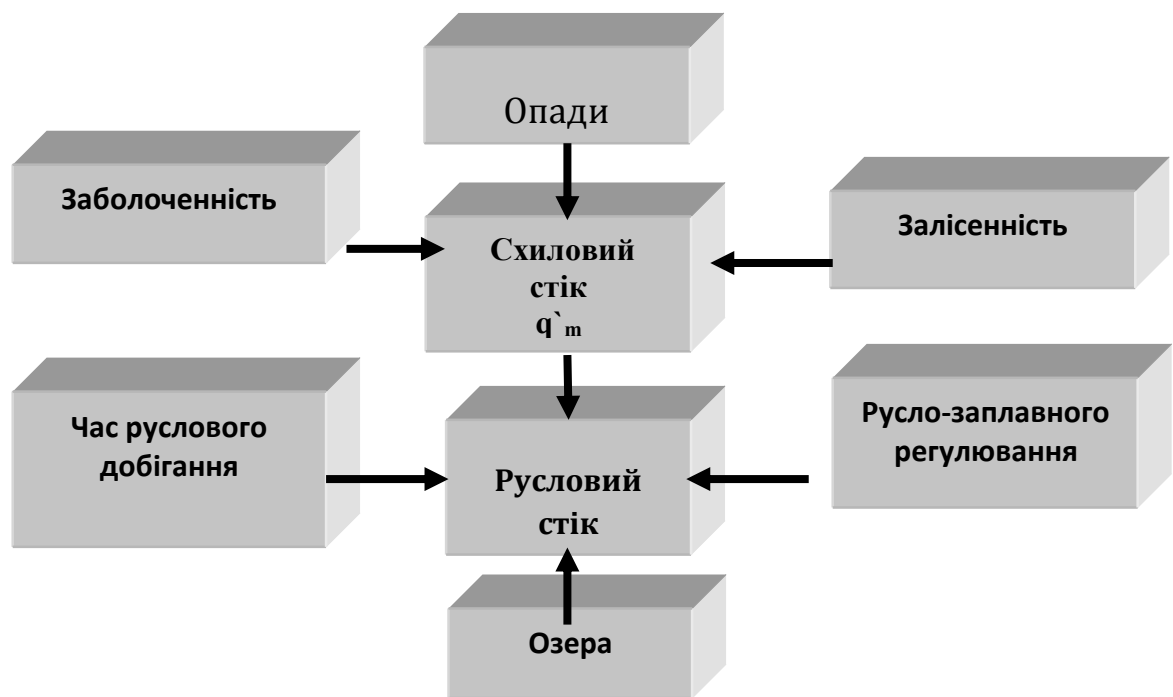 Опади
Заболоченність
Залісенність
Схиловий
стік
q`m
Час руслового
добігання
Русло-заплавного
регулювання
Русловий
стік
Озера